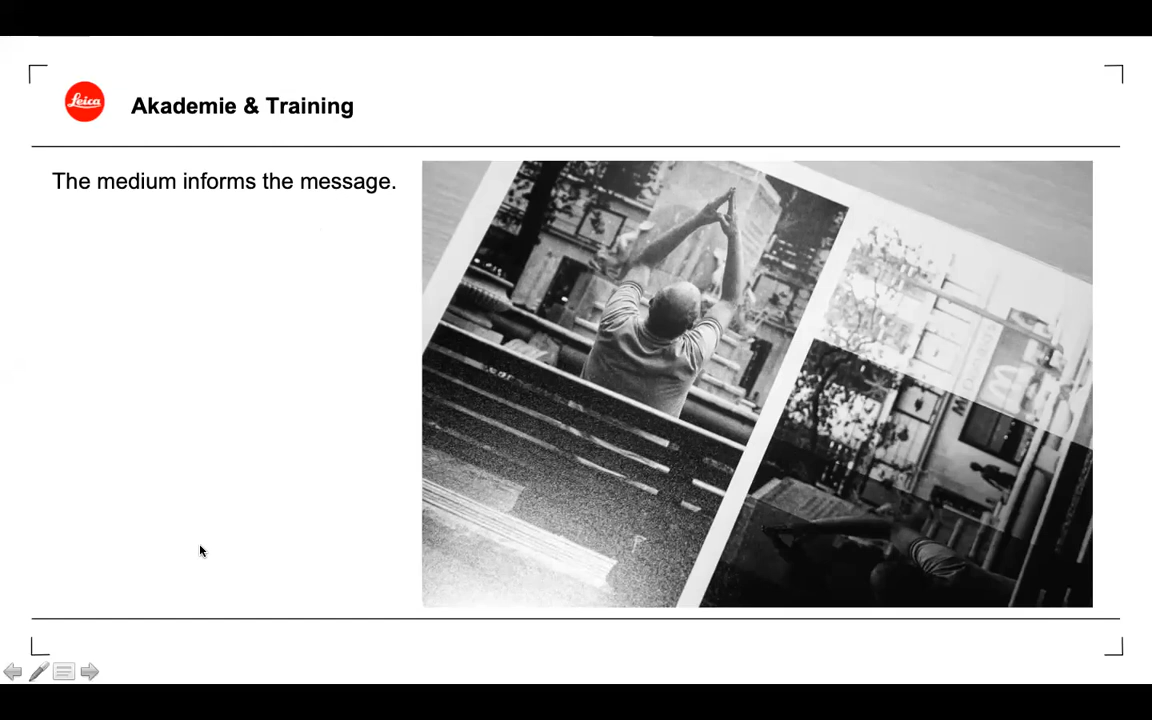 Leica
Akademie & Training
The medium informs the message.